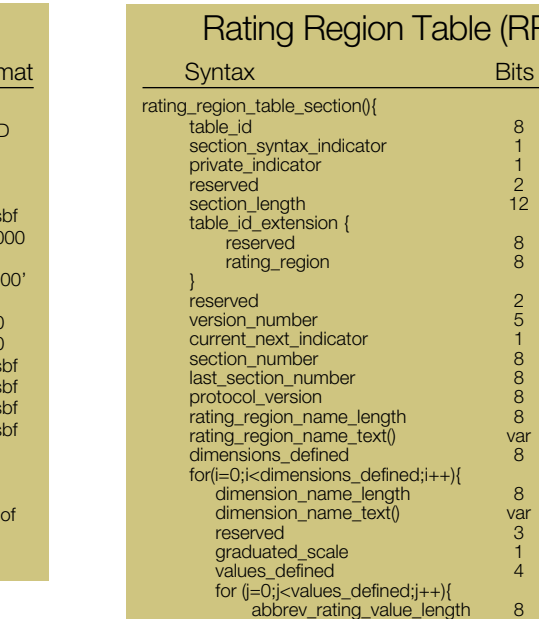 Rating Region Table
Syntax Bits
rating_region_table_section(){
table_id 8
section_syntax_indicator 1
private_indicator 1
reserved 2
section_length 12
table_id_extension {
reserved 8
rating_region 8
}
reserved 2
version_number 5
current_next_indicator 1
section_number 8
last_section_number 8
protocol_version 8
rating_region_name_length 8
rating_region_name_text() var
dimensions_defined 8
for(i=0;i<dimensions_defined;i++){
dimension_name_length 8
dimension_name_text() var
reserved 3
graduated_scale 1
values_defined 4
for (j=0;j<values_defined;j++){
abbrev_rating_value_length 8
of